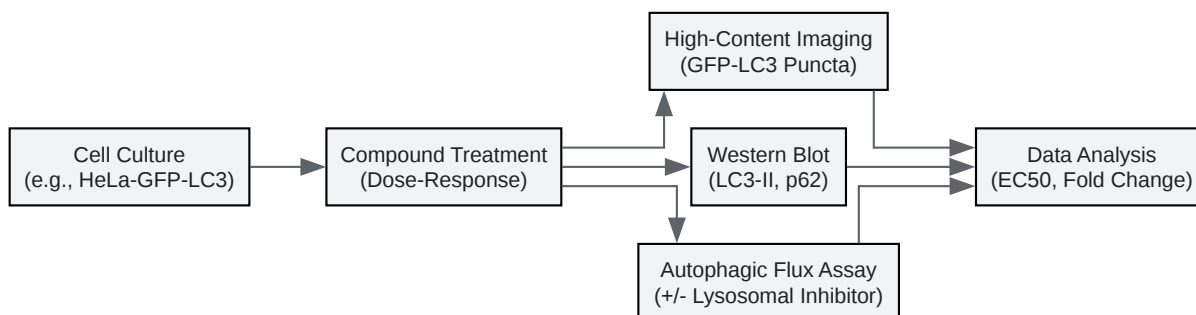 Cell Culture
(e.g., HeLa-GFP-LC3)
Compound Treatment
(Dose-Response)
High-Content Imaging
(GFP-LC3 Puncta)
Western Blot
(LC3-II, p62)
Autophagic Flux Assay
(+/- Lysosomal Inhibitor)
Data Analysis
(EC50, Fold Change)